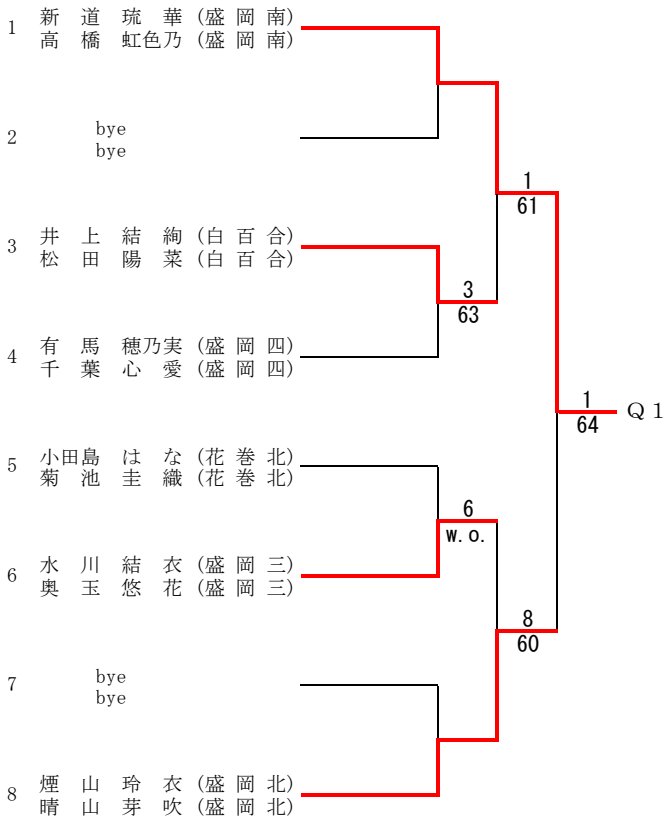 1 新道琉華 (盛岡南)
高橋虹色乃 (盛岡南)
2 bye
bye
1
61
3 井上結絢 (白百合)
松田陽菜 (白百合)
3
63
4 有馬穂乃実 (盛岡四)
千葉心愛 (盛岡四)
1
64
Q1
5 小田島はな (花巻北)
菊池圭織 (花巻北)
6
w.o.
6 水川結衣 (盛岡三)
奥玉悠花 (盛岡三)
8
60
7 bye
bye
8 煙山玲衣 (盛岡北)
晴山芽吹 (盛岡北)